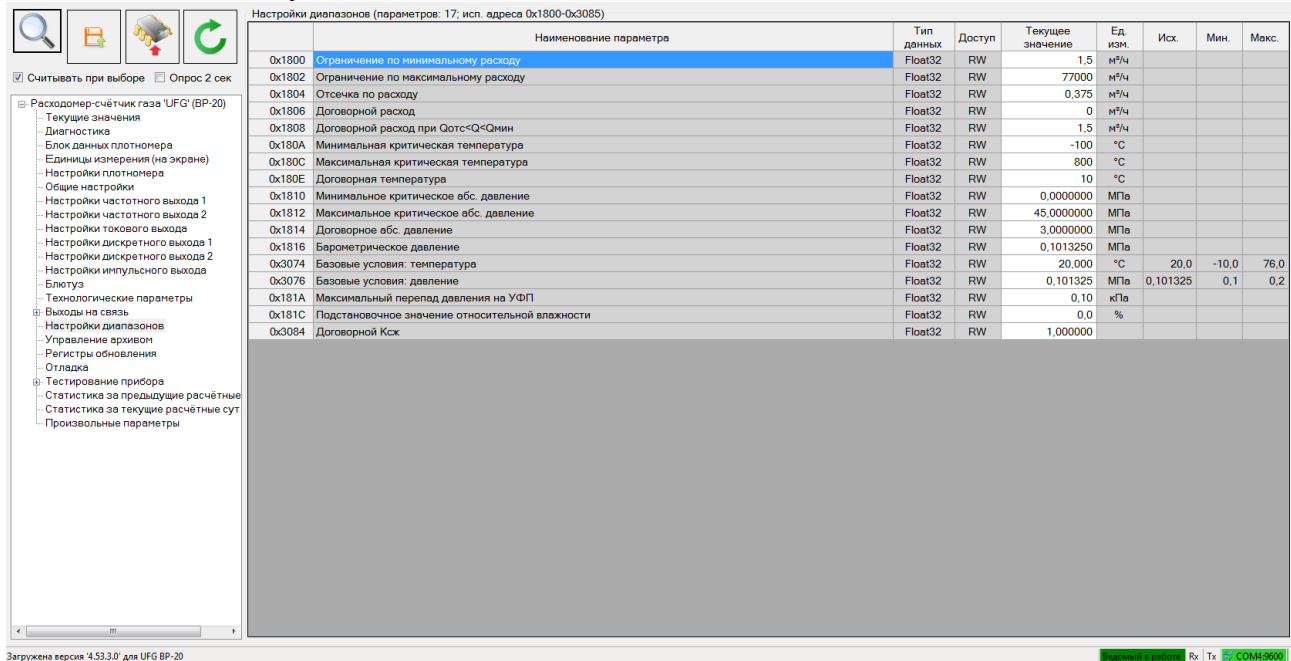 Настройки диапазонов (параметров: 17; исп. адреса 0x1800-0x3085)
Считывать при выборе Опрос 2 сек
Расходомер-счётчик газа 'UFG' (BP-20)
Текущие значения
Диагностика
Блок данных плотномера
Единицы измерения (на экране)
Настройки плотномера
Общие настройки
Настройки частотного выхода 1
Настройки частотного выхода 2
Настройки токового выхода
Настройки дискретного выхода 1
Настройки дискретного выхода 2
Настройки импульсного выхода
Блютуз
Технологические параметры
Выходы на связь
Настройки диапазонов
Управление архивом
Регистры обновления
Отладка
Тестирование прибора
Статистика за предыдущие расчётные
Статистика за текущие расчётные сут
Произвольные параметры
Наименование параметра Тип данных Доступ Текущее значение Ед. изм. Исх. Мин. Макс.
0x1800 Ограничение по минимальному расходу Float32 RW 1,5 м³/ч
0x1802 Ограничение по максимальному расходу Float32 RW 77000 м³/ч
0x1804 Отсечка по расходу Float32 RW 0,375 м³/ч
0x1806 Договорной расход Float32 RW 0 м³/ч
0x1808 Договорной расход при Qотс<Q<Qмин Float32 RW 1,5 м³/ч
0x180A Минимальная критическая температура Float32 RW -100 °C
0x180C Максимальная критическая температура Float32 RW 800 °C
0x180E Договорная температура Float32 RW 10 °C
0x1810 Минимальное критическое абс. давление Float32 RW 0,0000000 МПа
0x1812 Максимальное критическое абс. давление Float32 RW 45,0000000 МПа
0x1814 Договорное абс. давление Float32 RW 3,0000000 МПа
0x1816 Барометрическое давление Float32 RW 0,1013250 МПа
0x3074 Базовые условия: температура Float32 RW 20,000 °C 20,0 -10,0 76,0
0x3076 Базовые условия: давление Float32 RW 0,101325 МПа 0,101325 0,1 0,2
0x181A Максимальный перепад давления на УФП Float32 RW 0,10 кПа
0x181C Подстановочное значение относительной влажности Float32 RW 0,0 %
0x3084 Договорной Ксж Float32 RW 1,000000
Загружена версия '4.53.3.0' для UFG BP-20
Ведомый в работе Rx Tx COM4:9600